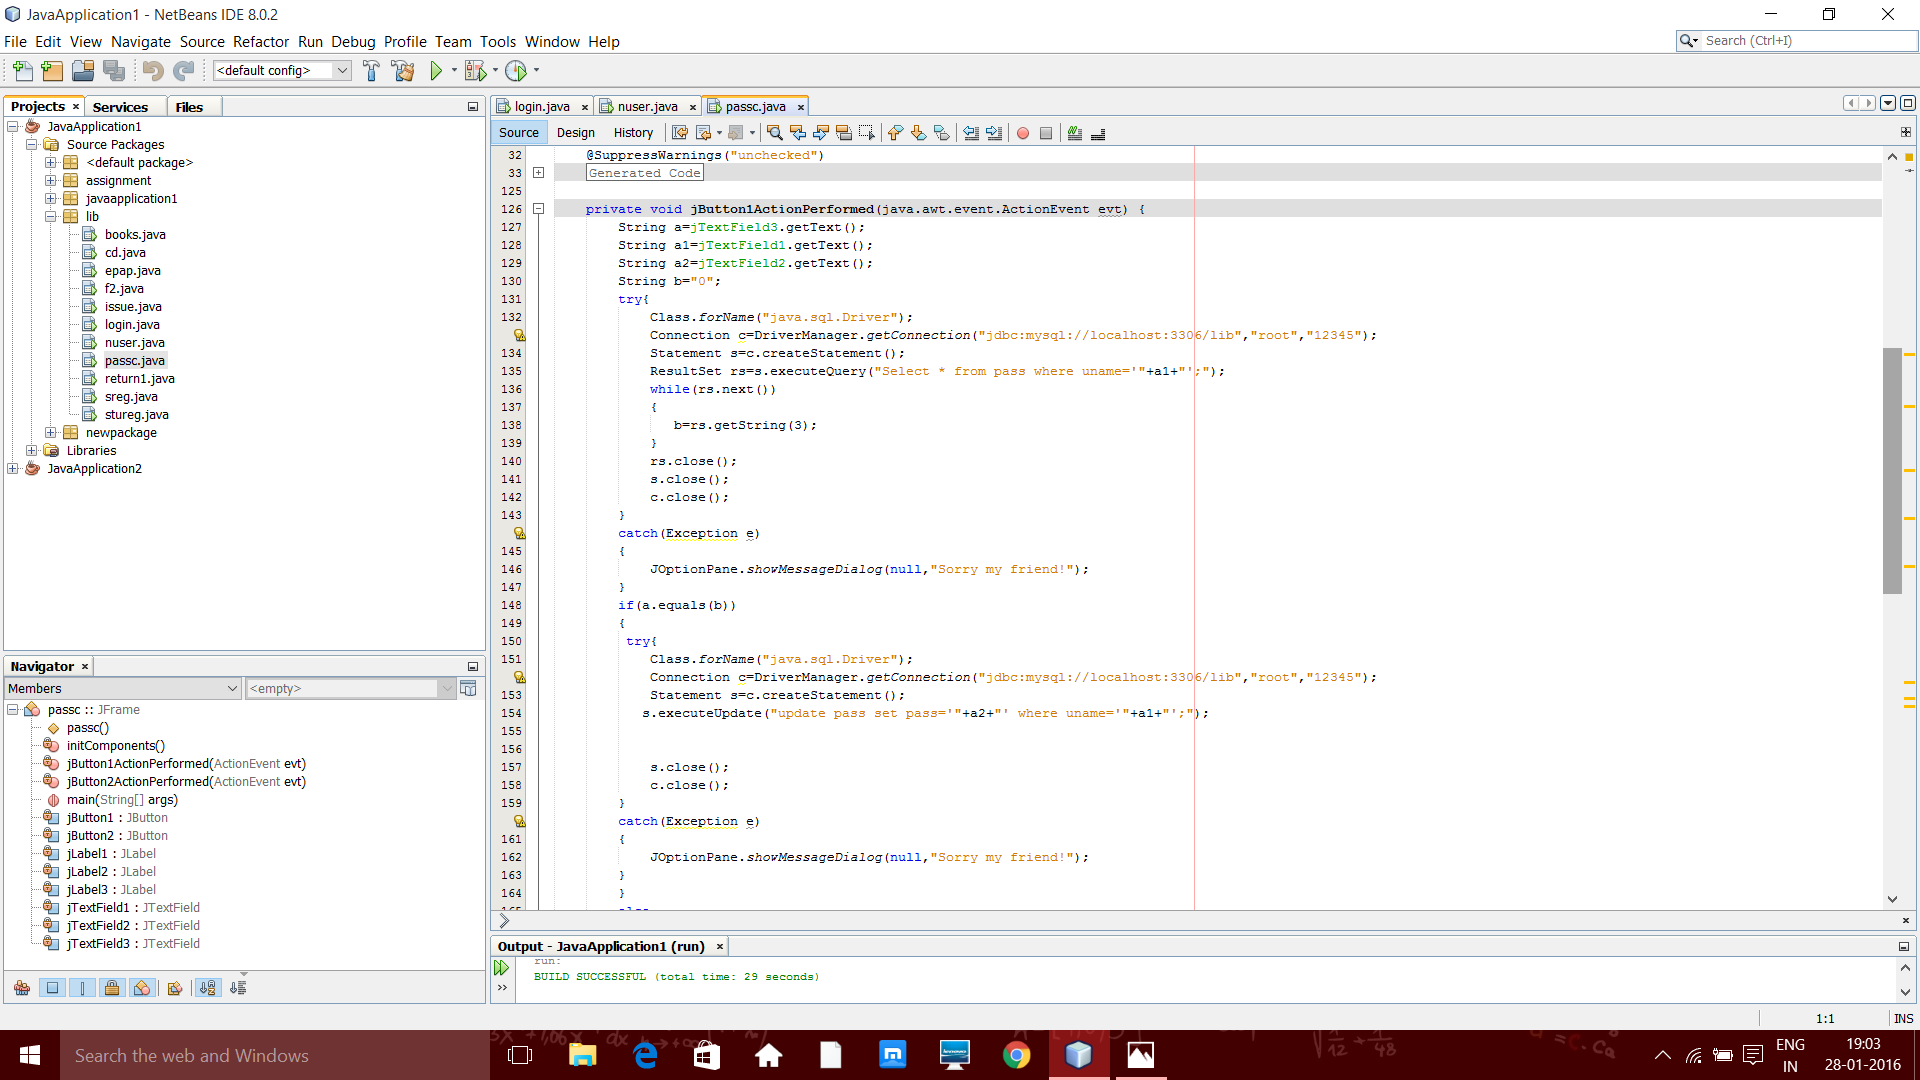 JavaApplication1 - NetBeans IDE 8.0.2
File Edit View Navigate Source Refactor Run Debug Profile Team Tools Window Help
Search (Ctrl+I)
<default config>
Projects Services Files
JavaApplication1
Source Packages
<default package>
assignment
javaapplication1
lib
books.java
cd.java
epap.java
f2.java
issue.java
login.java
nuser.java
passc.java
return1.java
sreg.java
stureg.java
newpackage
Libraries
JavaApplication2
Navigator
Members
<empty>
passc :: JFrame
passc()
initComponents()
jButton1ActionPerformed(ActionEvent evt)
jButton2ActionPerformed(ActionEvent evt)
main(String[] args)
jButton1 : JButton
jButton2 : JButton
jLabel1 : JLabel
jLabel2 : JLabel
jLabel3 : JLabel
jTextField1 : JTextField
jTextField2 : JTextField
jTextField3 : JTextField
login.java nuser.java passc.java
Source Design History
32 @SuppressWarnings("unchecked")
33 Generated Code
125
126 private void jButton1ActionPerformed(java.awt.event.ActionEvent evt) {
127 String a=jTextField3.getText();
128 String a1=jTextField1.getText();
129 String a2=jTextField2.getText();
130 String b="0";
131 try{
132 Class.forName("java.sql.Driver");
Connection c=DriverManager.getConnection("jdbc:mysql://localhost:3306/lib","root","12345");
134 Statement s=c.createStatement();
135 ResultSet rs=s.executeQuery("Select * from pass where uname='"+a1+"';");
136 while(rs.next())
137 {
138 b=rs.getString(3);
139 }
140 rs.close();
141 s.close();
142 c.close();
143 }
catch(Exception e)
145 {
146 JOptionPane.showMessageDialog(null,"Sorry my friend!");
147 }
148 if(a.equals(b))
149 {
150 try{
151 Class.forName("java.sql.Driver");
Connection c=DriverManager.getConnection("jdbc:mysql://localhost:3306/lib","root","12345");
153 Statement s=c.createStatement();
154 s.executeUpdate("update pass set pass='"+a2+"' where uname='"+a1+"';");
155
156
157 s.close();
158 c.close();
159 }
catch(Exception e)
161 {
162 JOptionPane.showMessageDialog(null,"Sorry my friend!");
163 }
164 }
165 else
Output - JavaApplication1 (run)
run:
BUILD SUCCESSFUL (total time: 29 seconds)
1:1 INS
Search the web and Windows
ENG
IN
19:03
28-01-2016